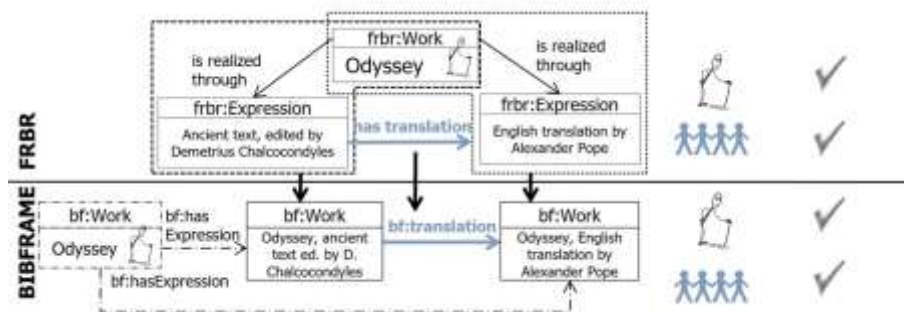 FRBR
frbr:Work
Odyssey
is realized
through
is realized
through
frbr:Expression
Ancient text, edited by
Demetrius Chalcocondyles
has translation
frbr:Expression
English translation by
Alexander Pope
BIBFRAME
bf:Work
Odyssey
bf:has
Expression
bf:hasExpression
bf:Work
Odyssey, ancient
text ed. by D.
Chalcocondyles
bf:translation
bf:Work
Odyssey, English
translation by
Alexander Pope